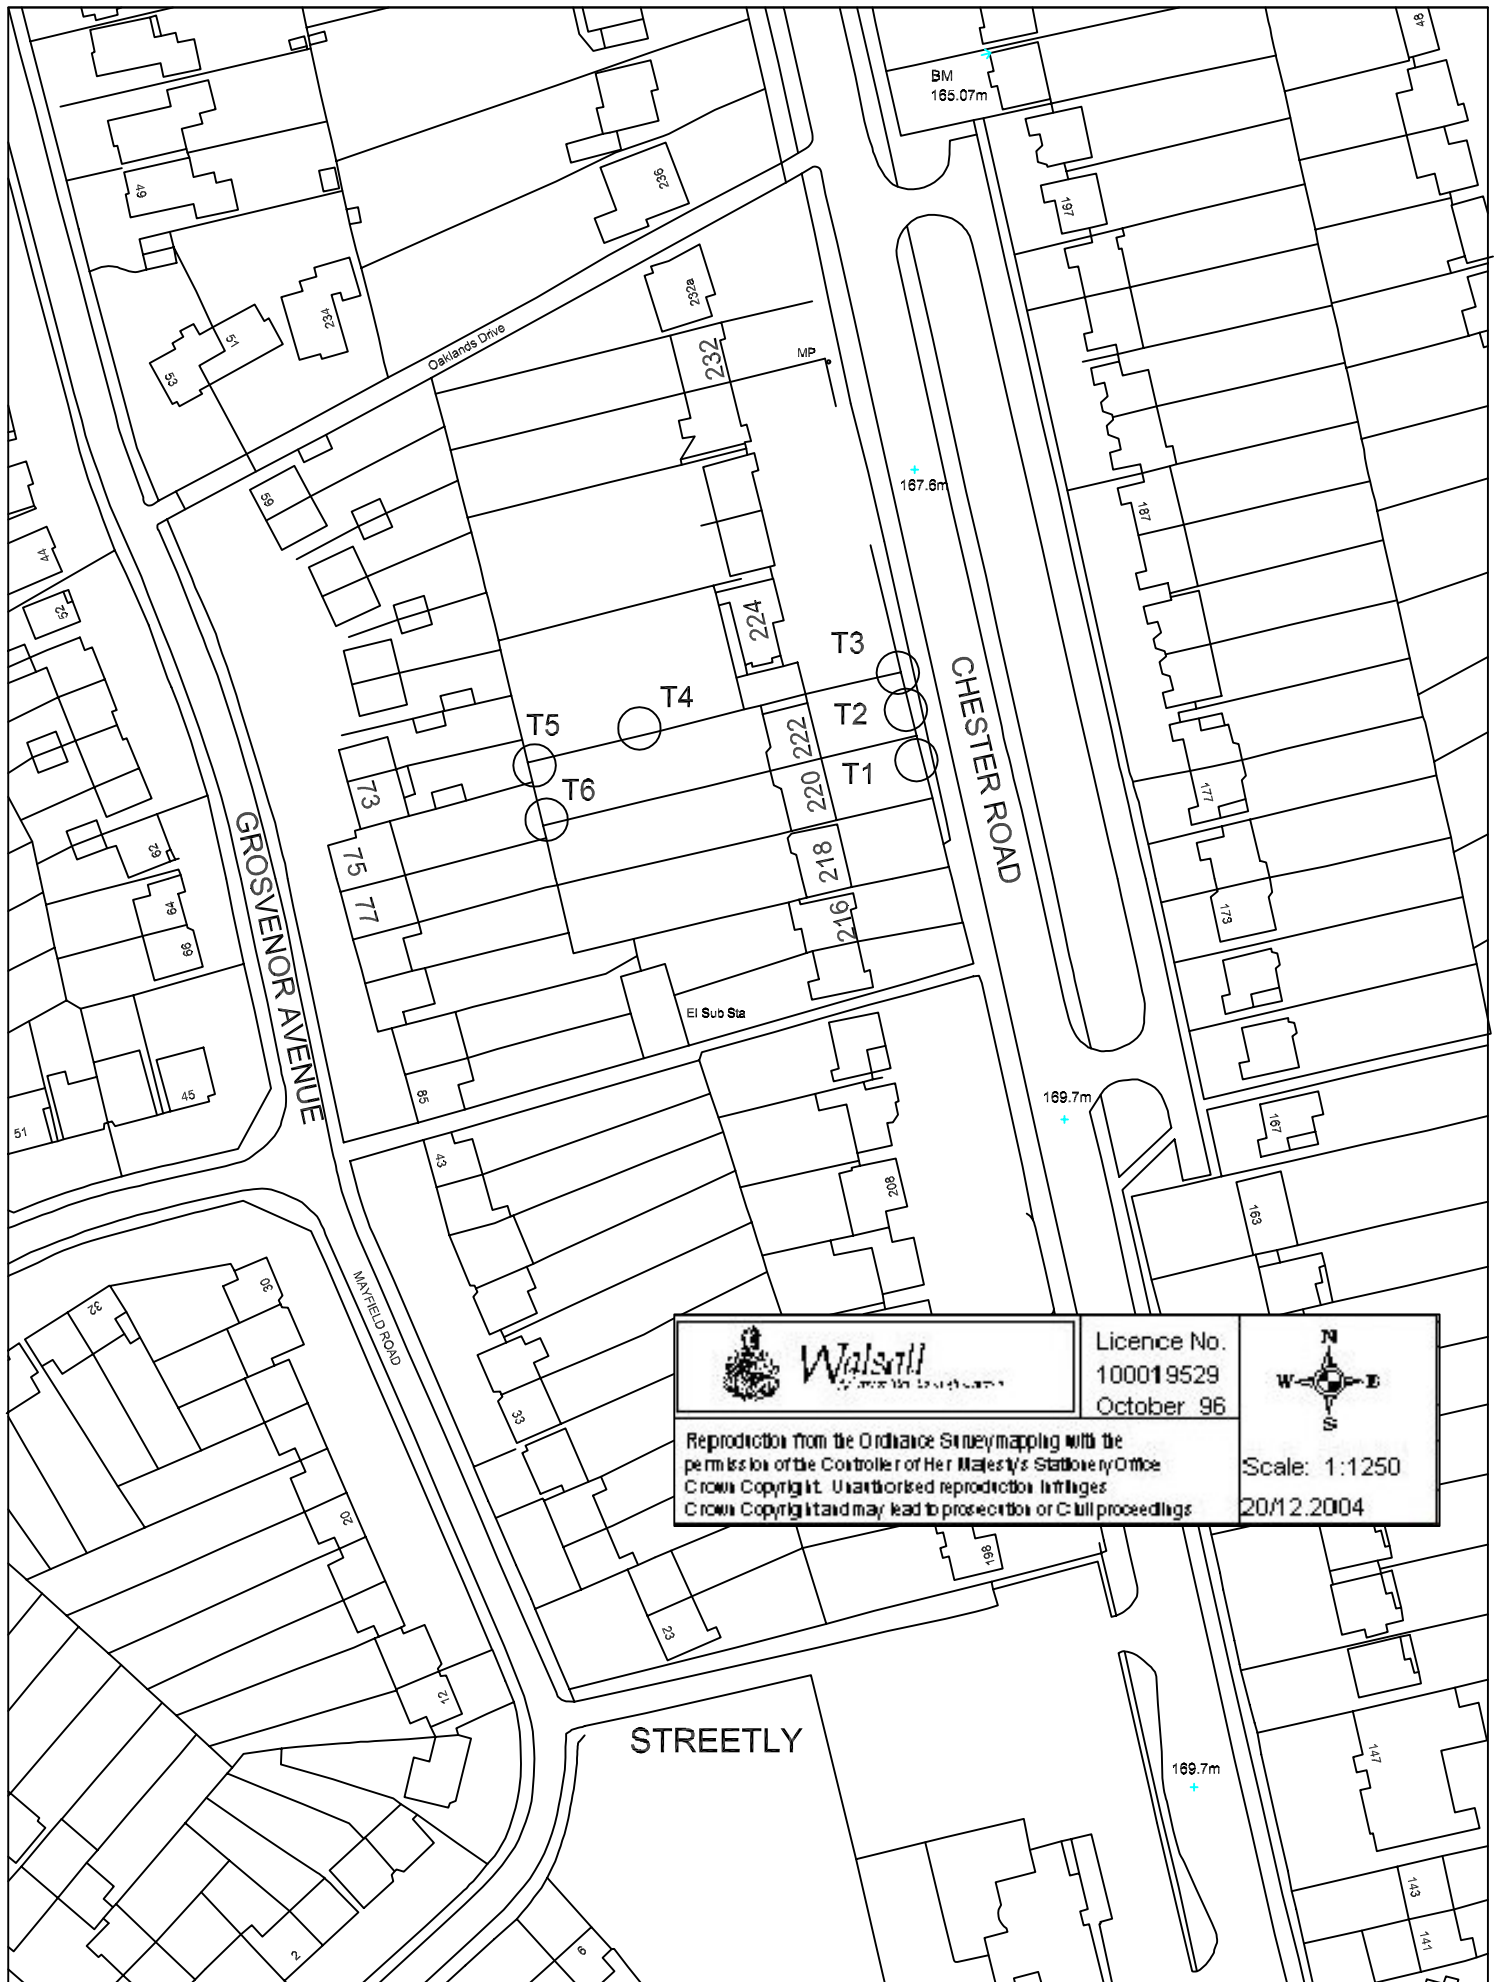 48
BM
165.07m
49
236
197
232a
234
51
53
Oaklands Drive
232
MP
167.6m
69
187
44
52
224
T3
CHESTER ROAD
T4
T2
T5
222
T1
T6
220
73
177
GROSVENOR AVENUE
62
75
218
77
64
216
173
66
El Sub Sta
45
85
169.7m
51
167
43
208
163
MAYFIELD ROAD
30
32
Walsall
Licence No.
100019529
October 96
N
W E
S
33
Reproduction from the Ordnance Survey mapping with the
permission of the Controller of Her Majesty's Stationery Office
Crown Copyright. Unauthorised reproduction infringes
Crown Copyright and may lead to prosecution or Civil proceedings
Scale: 1:1250
20/12.2004
20
198
23
12
STREETLY
147
169.7m
143
141
2
6